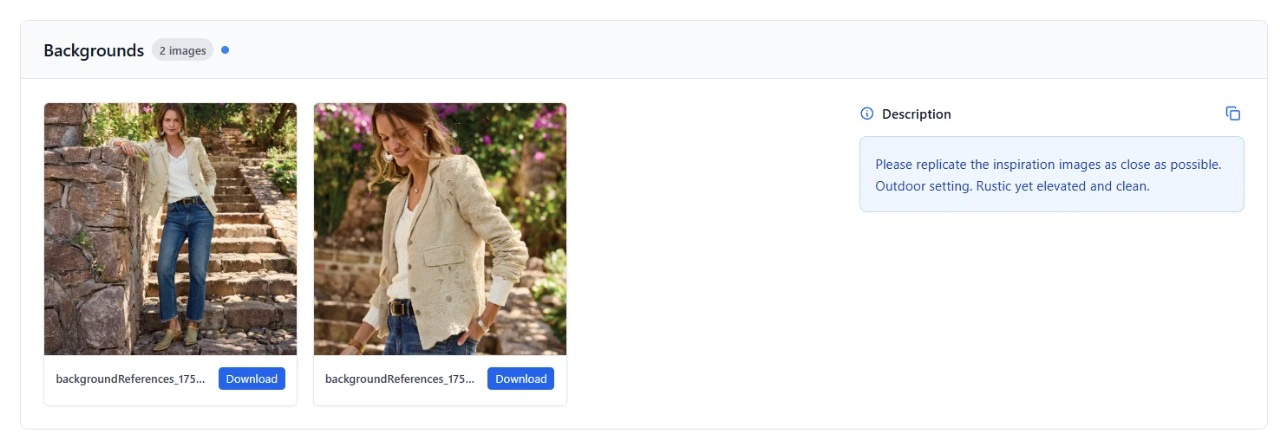 Backgrounds
2 images
Description
Please replicate the inspiration images as close as possible.
Outdoor setting. Rustic yet elevated and clean.
backgroundReferences_175...
Download
backgroundReferences_175...
Download